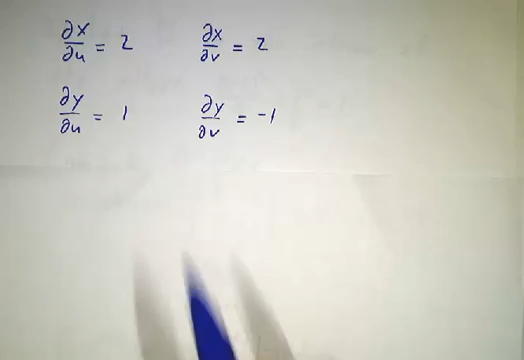 ∂x/∂u = 2    ∂x/∂v = 2
∂y/∂u = 1    ∂y/∂v = -1